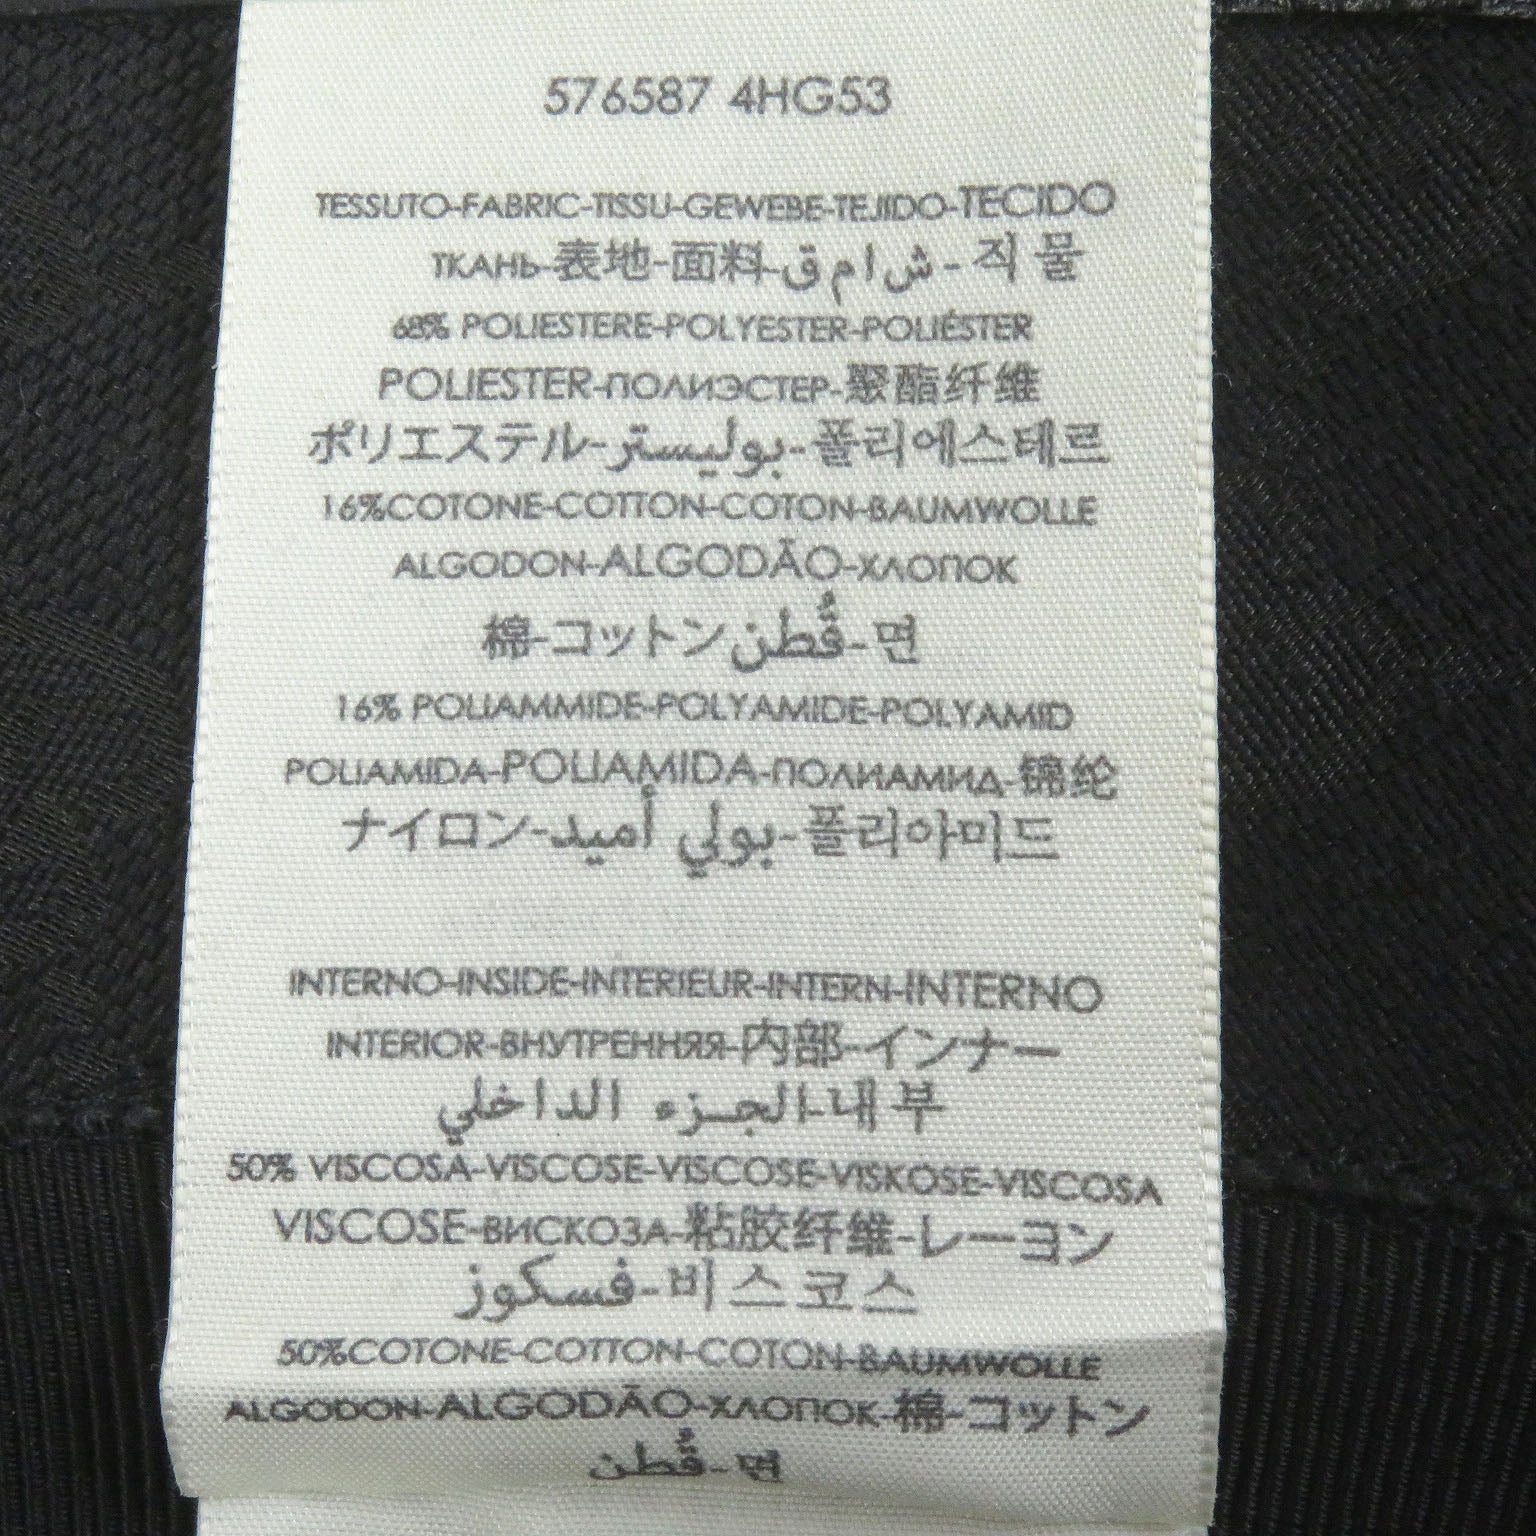 576587 4HG53
TESSUTO-FABRIC-TISSU-GEWEBE-TEJIDO-TECIDO
ТКАНЬ-表地-面料-ش ا م ق-직물
68% POLIESTERE-POLYESTER-POLIÉSTER
POLIESTER-ПОЛИЭСТЕР-聚酯纤维
ポリエステル-بوليستر-폴리에스테르
16%COTONE-COTTON-COTON-BAUMWOLLE
ALGODON-ALGODÃO-ХЛОПОК
棉-コットンقُطن-면
16% POLIAMMIDE-POLYAMIDE-POLYAMID
POLIAMIDA-POLIAMIDA-ПОЛИАМИД-锦纶
ナイロン-بولي أميد-폴리아미드
INTERNO-INSIDE-INTERIEUR-INTERN-INTERNO
INTERIOR-ВНУТРЕННЯЯ-内部-インナー
الجزء الداخلي-내부
50% VISCOSA-VISCOSE-VISCOSE-VISKOSE-VISCOSA
VISCOSE-ВИСКОЗА-粘胶纤维-レーヨン
فسكوز-비스코스
50%COTONE-COTTON-COTON-BAUMWOLLE
ALGODON-ALGODÃO-ХЛОПОК-棉-コットン
قُطن-면